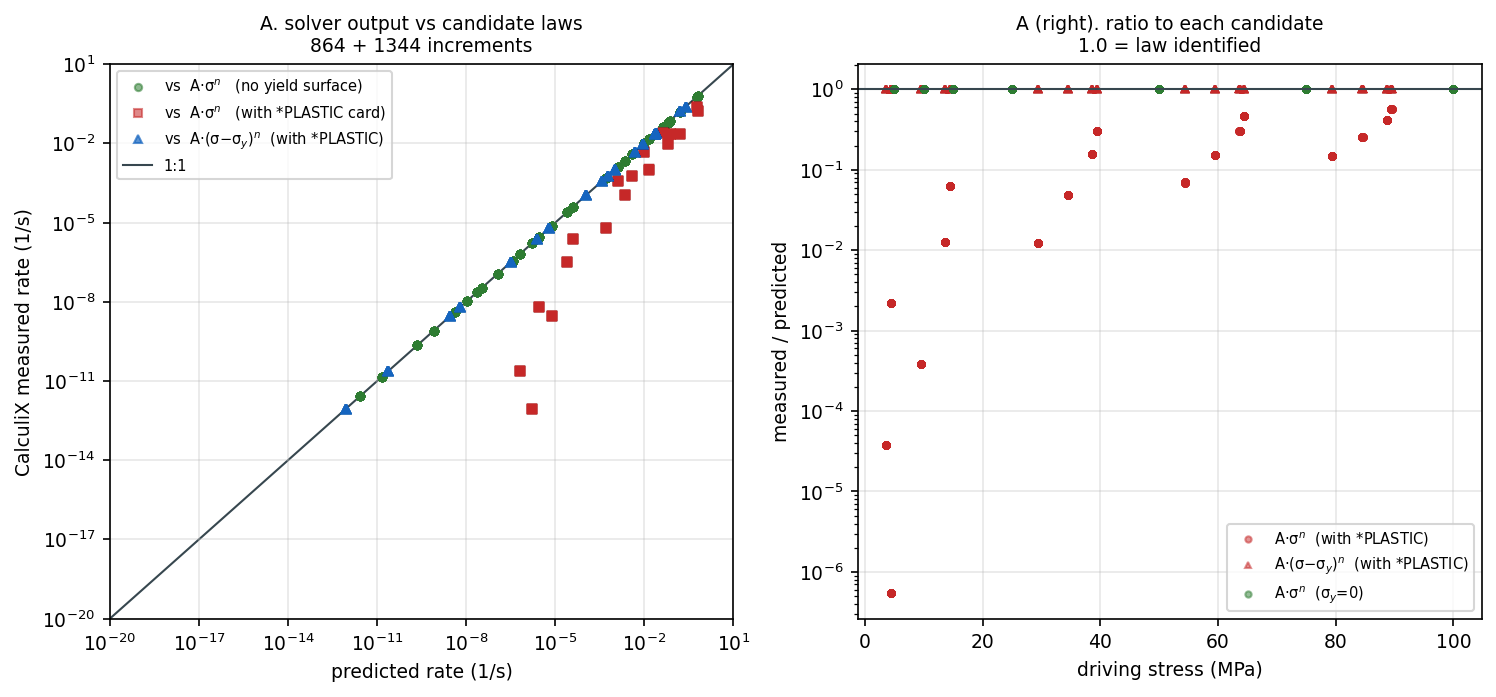 A. solver output vs candidate laws
864 + 1344 increments
10¹
10⁻²
10⁻⁵
10⁻⁸
10⁻¹¹
10⁻¹⁴
10⁻¹⁷
10⁻²⁰
CalculiX measured rate (1/s)
vs A·σⁿ (no yield surface)
vs A·σⁿ (with *PLASTIC card)
vs A·(σ−σ_y)ⁿ (with *PLASTIC)
1:1
10⁻²⁰ 10⁻¹⁷ 10⁻¹⁴ 10⁻¹¹ 10⁻⁸ 10⁻⁵ 10⁻² 10¹
predicted rate (1/s)
A (right). ratio to each candidate
1.0 = law identified
10⁰
10⁻¹
10⁻²
10⁻³
10⁻⁴
10⁻⁵
10⁻⁶
measured / predicted
A·σⁿ (with *PLASTIC)
A·(σ−σ_y)ⁿ (with *PLASTIC)
A·σⁿ (σ_y=0)
0 20 40 60 80 100
driving stress (MPa)